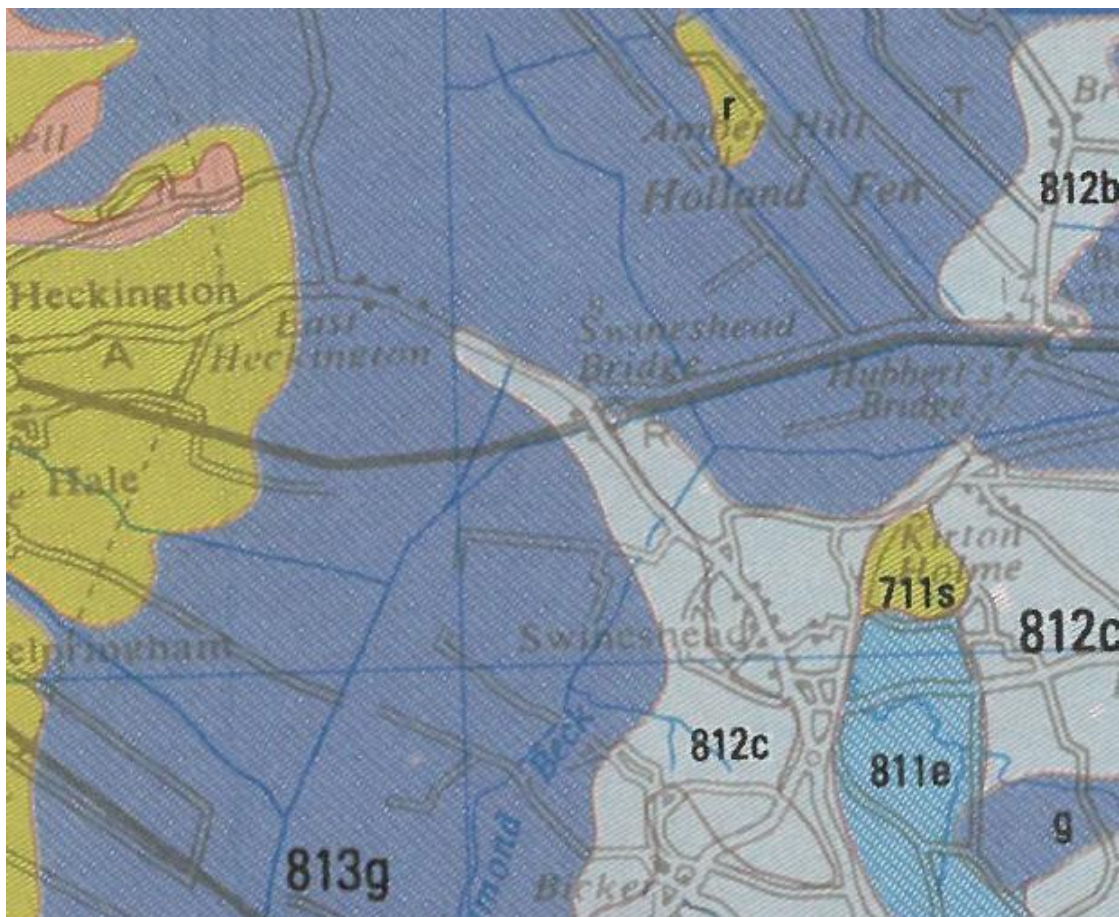 r
Amber Hill
T
Holland Fen
812b
Heckington
East
Heckington
A
Swineshead
Bridge
R
Hubbert's
Bridge
Hale
Kirton
Holme
711s
812c
Swineshead
812c
811e
Beck
g
813g
Bicker